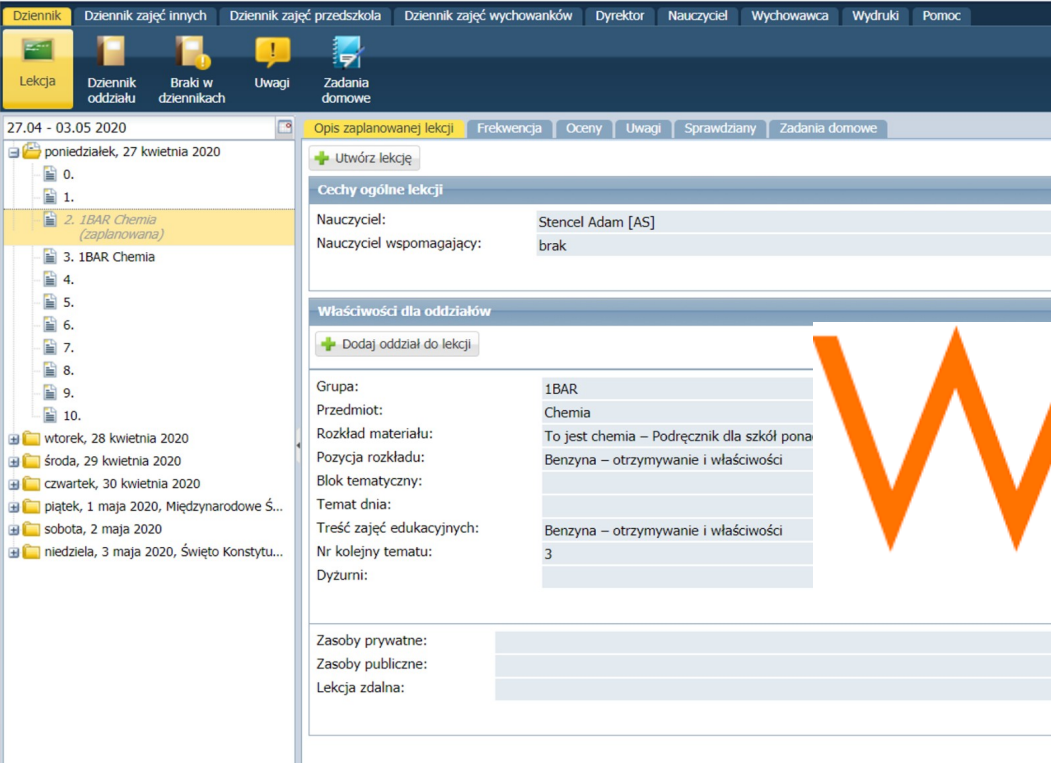 Dziennik Dziennik zajęć innych Dziennik zajęć przedszkola Dziennik zajęć wychowanków Dyrektor Nauczyciel Wychowawca Wydruki Pomoc
Lekcja
Dziennik oddziału
Braki w dziennikach
Uwagi
Zadania domowe
27.04 - 03.05 2020
poniedziałek, 27 kwietnia 2020
0.
1.
2. 1BAR Chemia
(zaplanowana)
3. 1BAR Chemia
4.
5.
6.
7.
8.
9.
10.
wtorek, 28 kwietnia 2020
środa, 29 kwietnia 2020
czwartek, 30 kwietnia 2020
piątek, 1 maja 2020, Międzynarodowe Ś...
sobota, 2 maja 2020
niedziela, 3 maja 2020, Święto Konstytu...
Opis zaplanowanej lekcji Frekwencja Oceny Uwagi Sprawdziany Zadania domowe
Utwórz lekcję
Cechy ogólne lekcji
Nauczyciel: Stencel Adam [AS]
Nauczyciel wspomagający: brak
Właściwości dla oddziałów
Dodaj oddział do lekcji
Grupa: 1BAR
Przedmiot: Chemia
Rozkład materiału: To jest chemia – Podręcznik dla szkół pona
Pozycja rozkładu: Benzyna – otrzymywanie i właściwości
Blok tematyczny:
Temat dnia:
Treść zajęć edukacyjnych: Benzyna – otrzymywanie i właściwości
Nr kolejny tematu: 3
Dyżurni:
Zasoby prywatne:
Zasoby publiczne:
Lekcja zdalna:
W